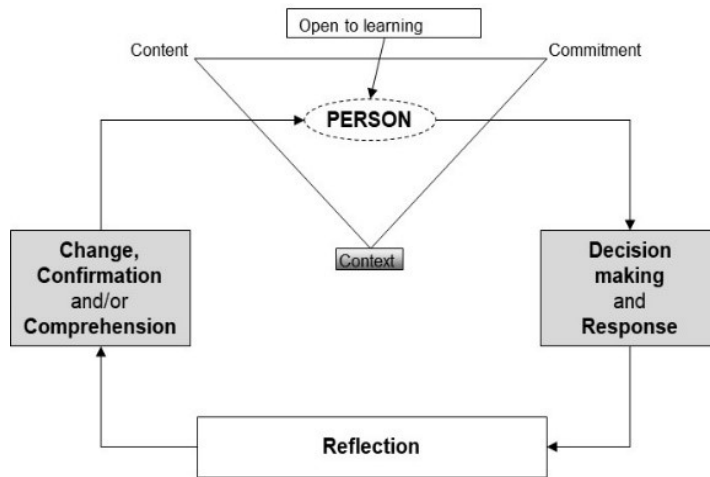 Open to learning
Content
Commitment
PERSON
Change,
Confirmation
and/or
Comprehension
Context
Decision
making
and
Response
Reflection